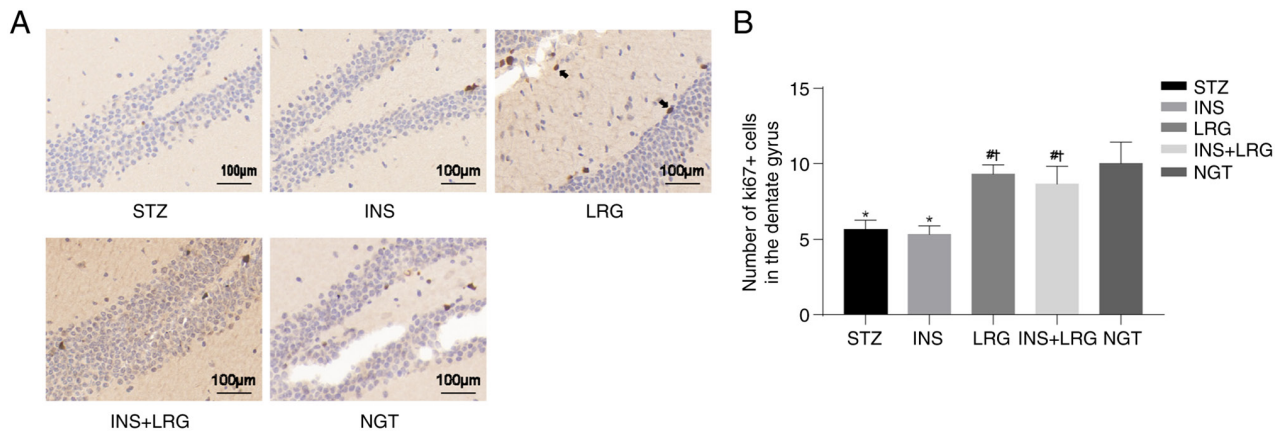 A
100μm
100μm
100μm
STZ
INS
LRG
100μm
100μm
INS+LRG
NGT
B
Number of ki67+ cells
in the dentate gyrus
15
10
5
0
*
*
#†
#†
STZ
INS
LRG
INS+LRG
NGT
STZ
INS
LRG
INS+LRG
NGT